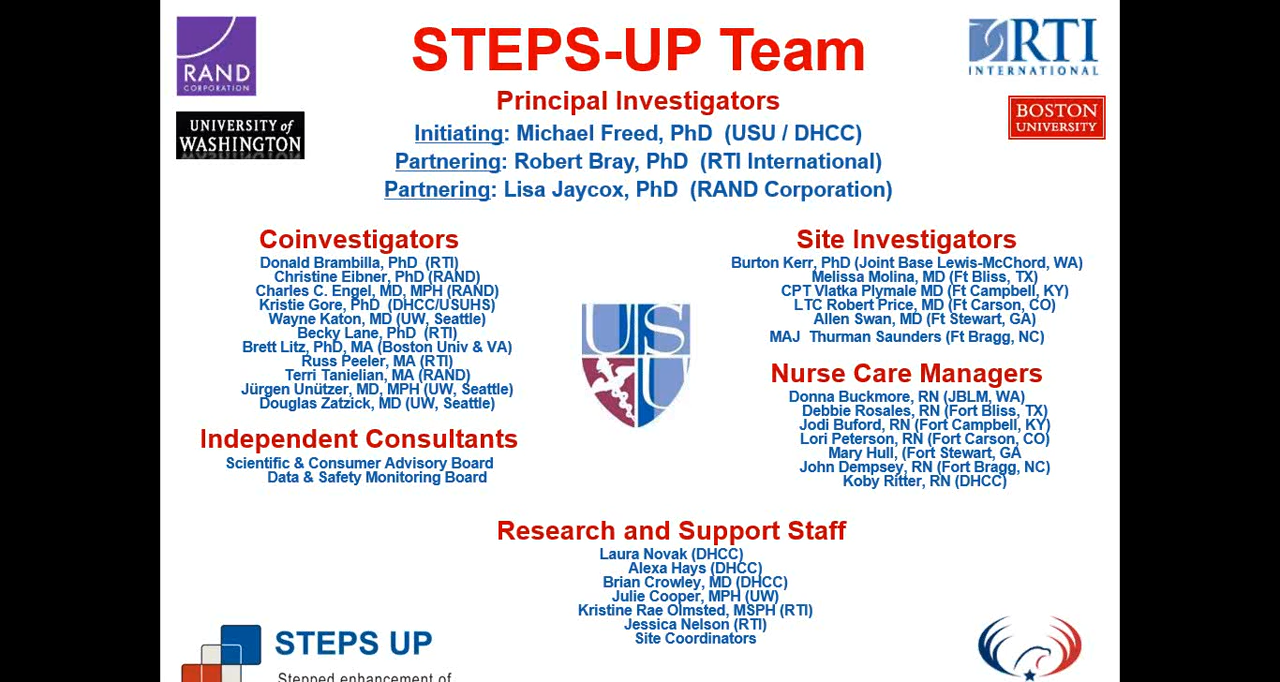 STEPS-UP Team
RAND
CORPORATION
RTI
INTERNATIONAL
UNIVERSITY of
WASHINGTON
BOSTON
UNIVERSITY
Principal Investigators
Initiating: Michael Freed, PhD (USU / DHCC)
Partnering: Robert Bray, PhD (RTI International)
Partnering: Lisa Jaycox, PhD (RAND Corporation)
Coinvestigators
Donald Brambilla, PhD (RTI)
Christine Eibner, PhD (RAND)
Charles C. Engel, MD, MPH (RAND)
Kristie Gore, PhD (DHCC/USUHS)
Wayne Katon, MD (UW, Seattle)
Becky Lane, PhD (RTI)
Brett Litz, PhD, MA (Boston Univ & VA)
Russ Peeler, MA (RTI)
Terri Tanielian, MA (RAND)
Jürgen Unützer, MD, MPH (UW, Seattle)
Douglas Zatzick, MD (UW, Seattle)
Independent Consultants
Scientific & Consumer Advisory Board
Data & Safety Monitoring Board
USU
Site Investigators
Burton Kerr, PhD (Joint Base Lewis-McChord, WA)
Melissa Molina, MD (Ft Bliss, TX)
CPT Vlatka Plymale MD (Ft Campbell, KY)
LTC Robert Price, MD (Ft Carson, CO)
Allen Swan, MD (Ft Stewart, GA)
MAJ Thurman Saunders (Ft Bragg, NC)
Nurse Care Managers
Donna Buckmore, RN (JBLM, WA)
Debbie Rosales, RN (Fort Bliss, TX)
Jodi Buford, RN (Fort Campbell, KY)
Lori Peterson, RN (Fort Carson, CO)
Mary Hull, (Fort Stewart, GA
John Dempsey, RN (Fort Bragg, NC)
Koby Ritter, RN (DHCC)
Research and Support Staff
Laura Novak (DHCC)
Alexa Hays (DHCC)
Brian Crowley, MD (DHCC)
Julie Cooper, MPH (UW)
Kristine Rae Olmsted, MSPH (RTI)
Jessica Nelson (RTI)
Site Coordinators
STEPS UP
Stepped enhancement of